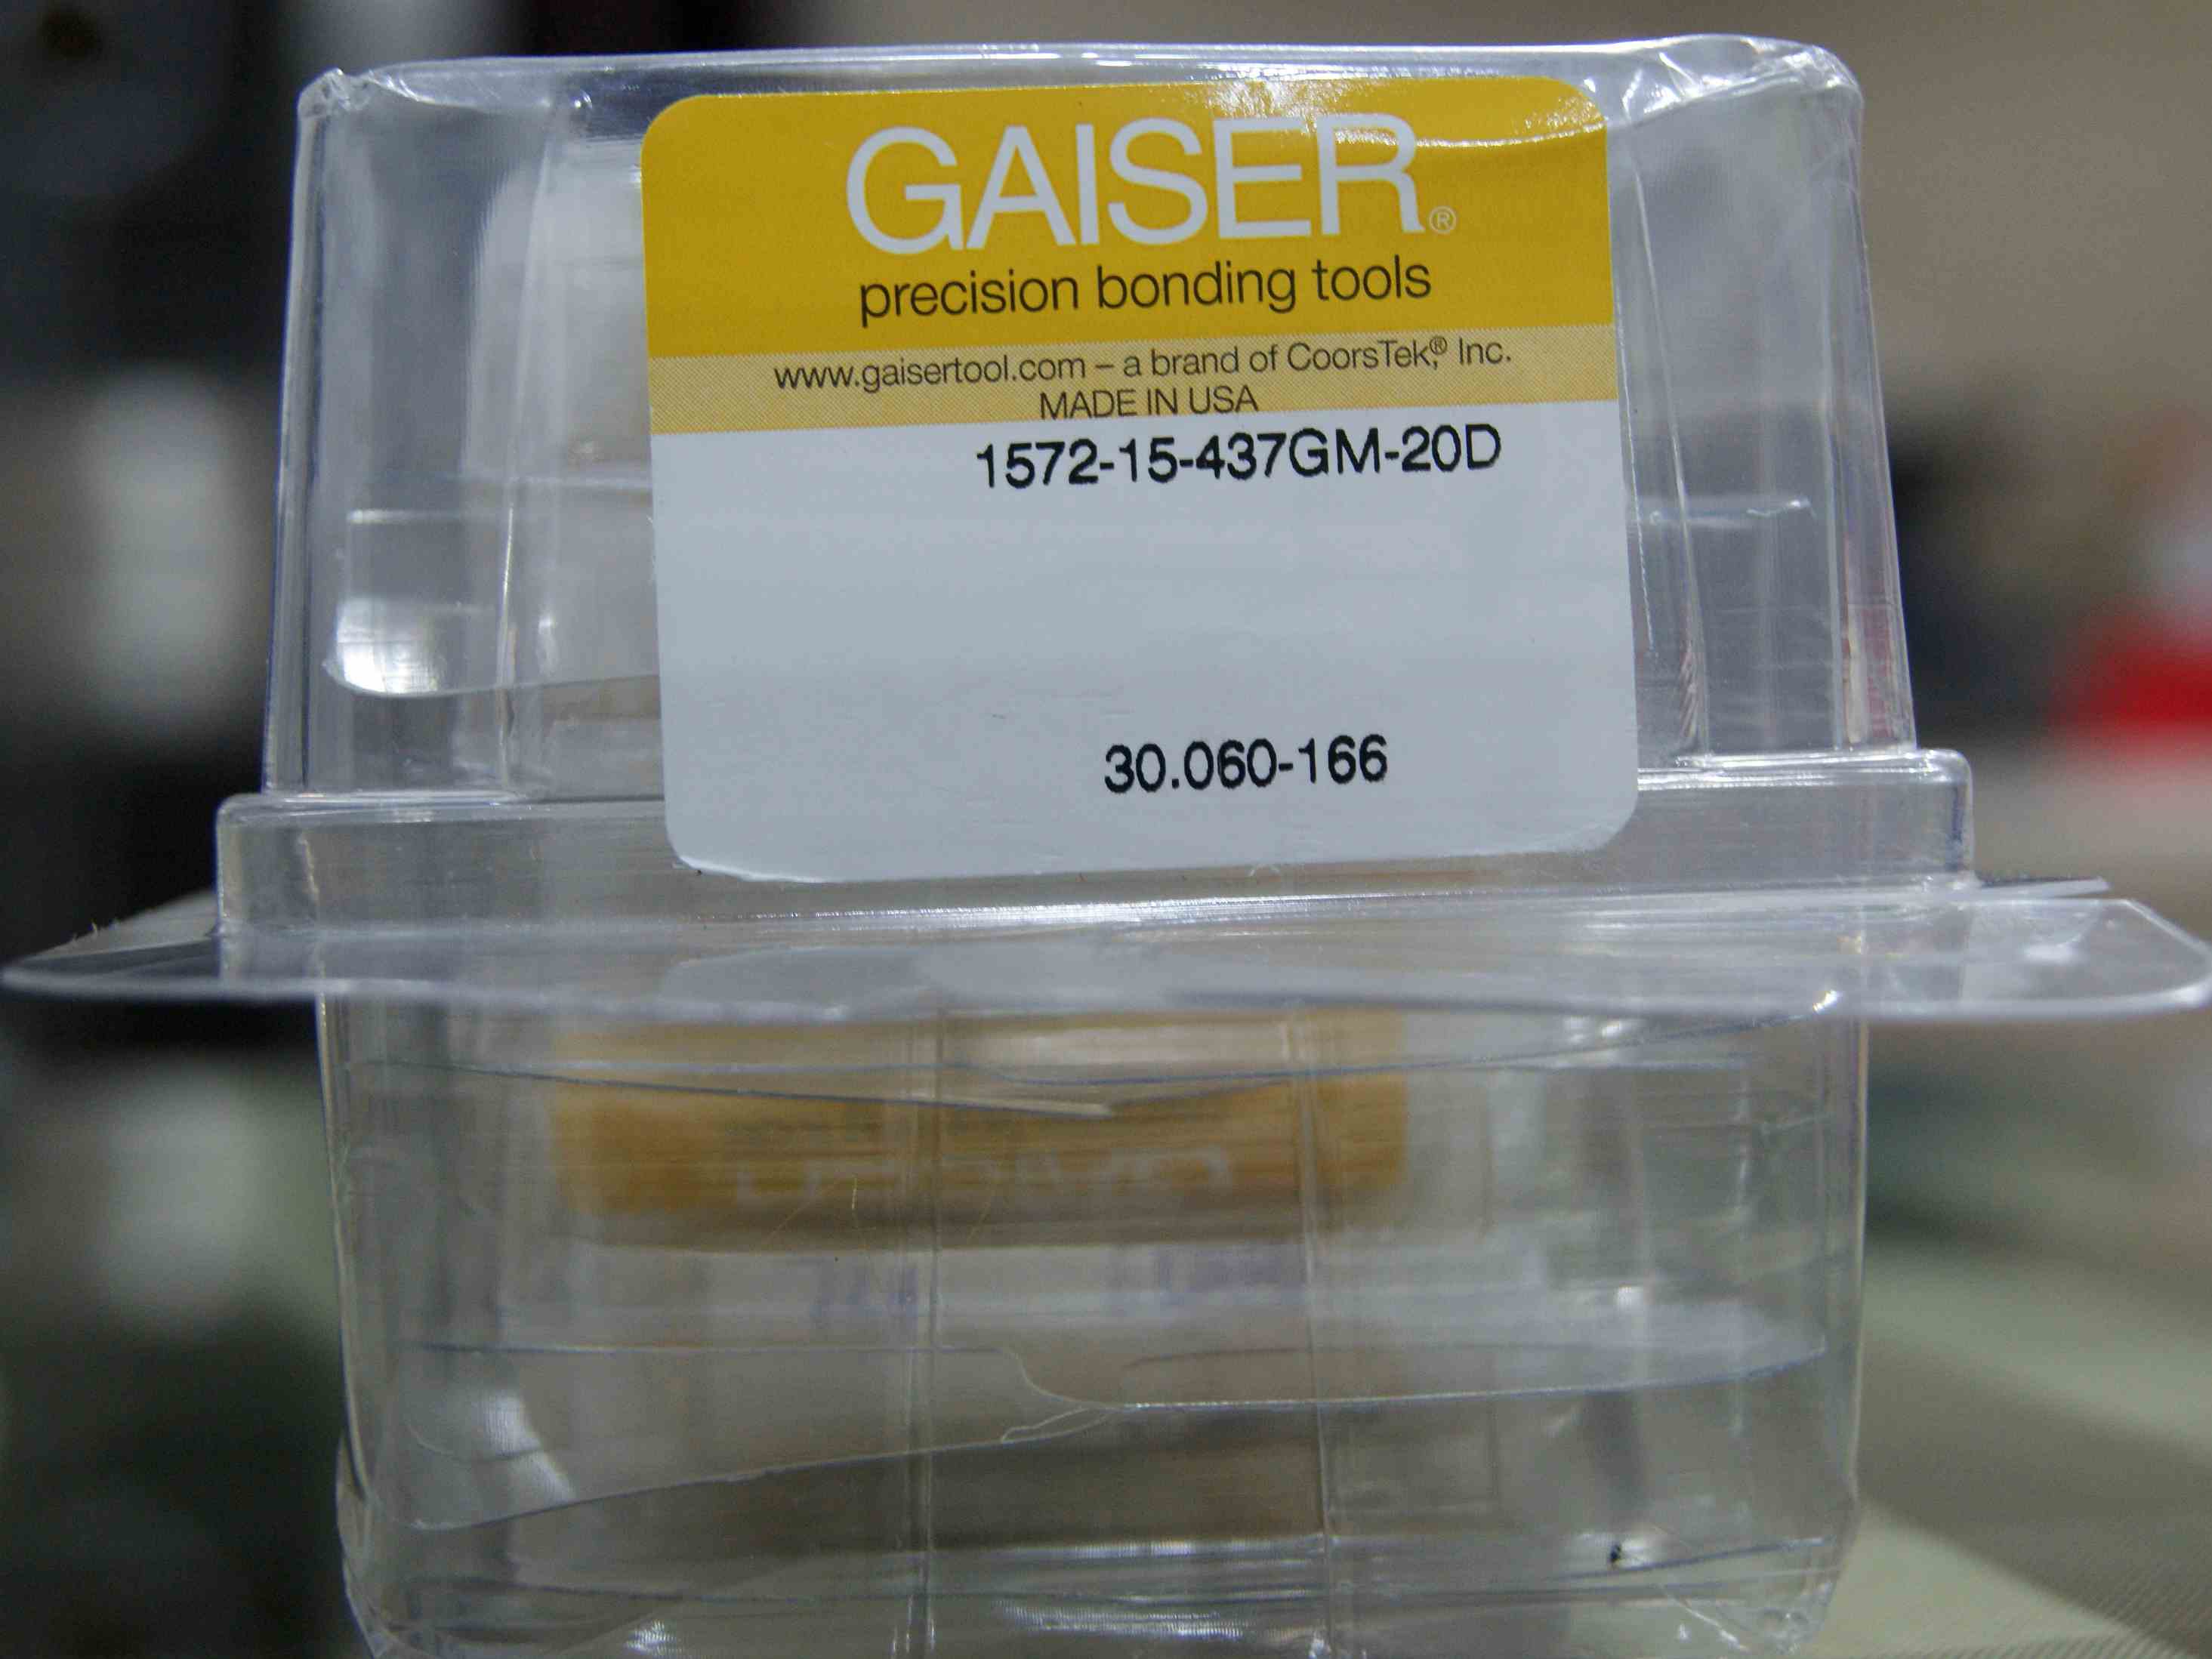 GAISER®
precision bonding tools
www.gaisertool.com – a brand of CoorsTek,® Inc.
MADE IN USA
1572-15-437GM-20D
30.060-166